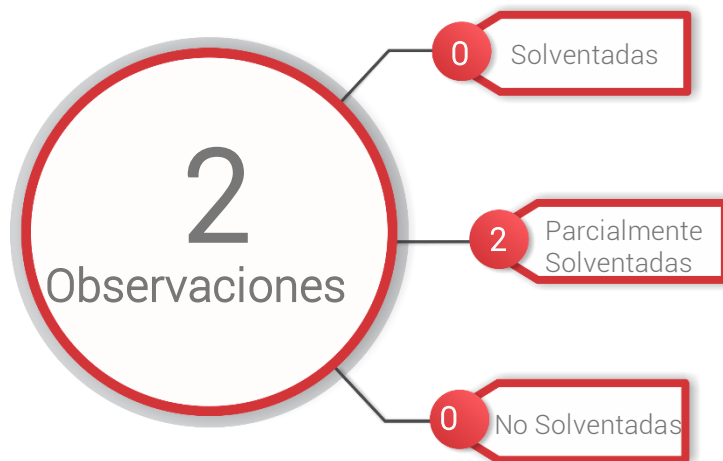 2
Observaciones
0
Solventadas
2
Parcialmente
Solventadas
0
No Solventadas